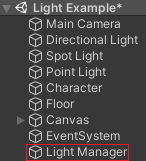 Light Example*
Main Camera
Directional Light
Spot Light
Point Light
Character
Floor
Canvas
EventSystem
Light Manager